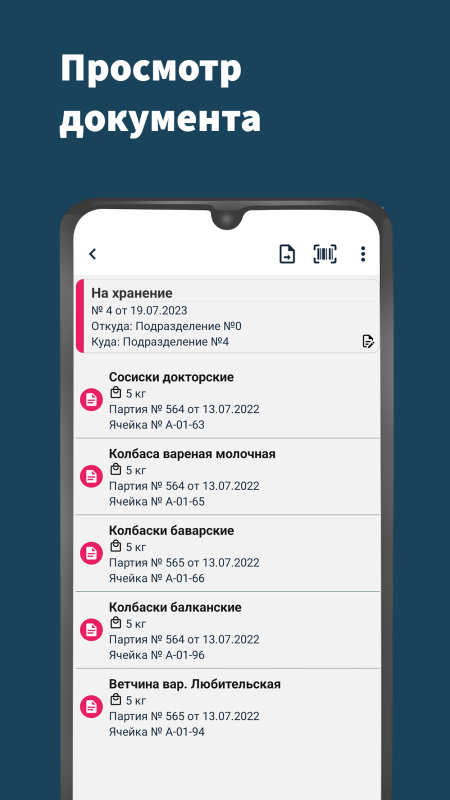 Просмотр
документа
На хранение
№ 4 от 19.07.2023
Откуда: Подразделение №0
Куда: Подразделение №4
Сосиски докторские
5 кг
Партия № 564 от 13.07.2022
Ячейка № А-01-63
Колбаса вареная молочная
5 кг
Партия № 564 от 13.07.2022
Ячейка № А-01-65
Колбаски баварские
5 кг
Партия № 565 от 13.07.2022
Ячейка № А-01-66
Колбаски балканские
5 кг
Партия № 564 от 13.07.2022
Ячейка № А-01-96
Ветчина вар. Любительская
5 кг
Партия № 565 от 13.07.2022
Ячейка № А-01-94